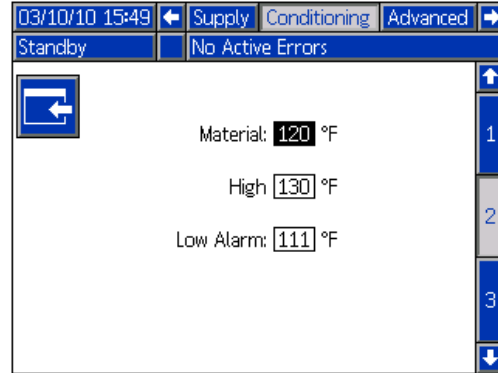 03/10/10 15:49 Supply Conditioning Advanced
Standby No Active Errors
1
Material: 120 °F
High 130 °F
2
Low Alarm: 111 °F
3